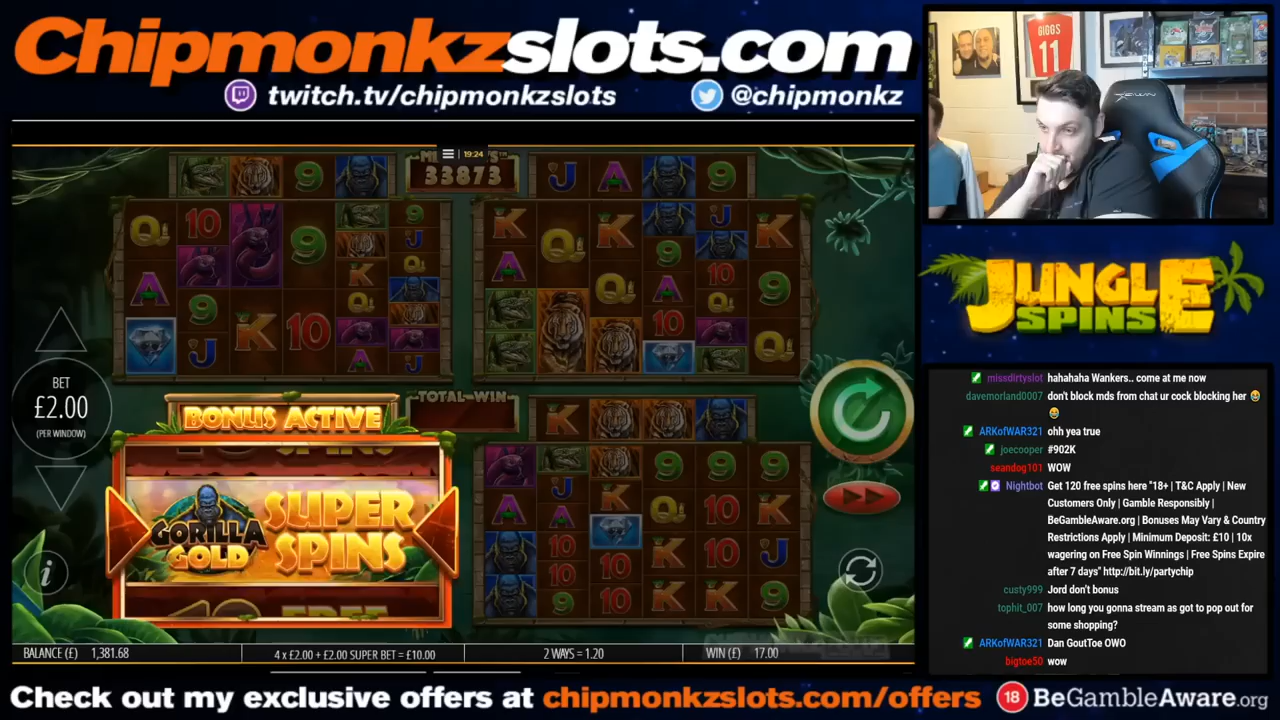 Chipmonkzslots.com
twitch.tv/chipmonkzslots
@chipmonkz
19:24
33873
BET
£2.00
(PER WINDOW)
TOTAL WIN
BONUS ACTIVE
SPINS
GORILLA
GOLD
SUPER
SPINS
FREE
BALANCE (£) 1,381.68
4 x £2.00 + £2.00 SUPER BET = £10.00
2 WAYS = 1.20
WIN (£) 17.00
GIGGS
11
JUNGLE
SPINS
missdirtyslot hahahaha Wankers.. come at me now
davemorland0007 don't block mds from chat ur cock blocking her
ARKofWAR321 ohh yea true
joecooper #902K
seandog101 WOW
Nightbot Get 120 free spins here "18+ | T&C Apply | New
Customers Only | Gamble Responsibly |
BeGambleAware.org | Bonuses May Vary & Country
Restrictions Apply | Minimum Deposit: £10 | 10x
wagering on Free Spin Winnings | Free Spins Expire
after 7 days" http://bit.ly/partychip
custy999 Jord don't bonus
tophit_007 how long you gonna stream as got to pop out for
some shopping?
ARKofWAR321 Dan GoutToe OWO
bigtoe50 wow
Check out my exclusive offers at chipmonkzslots.com/offers
18 BeGambleAware.org